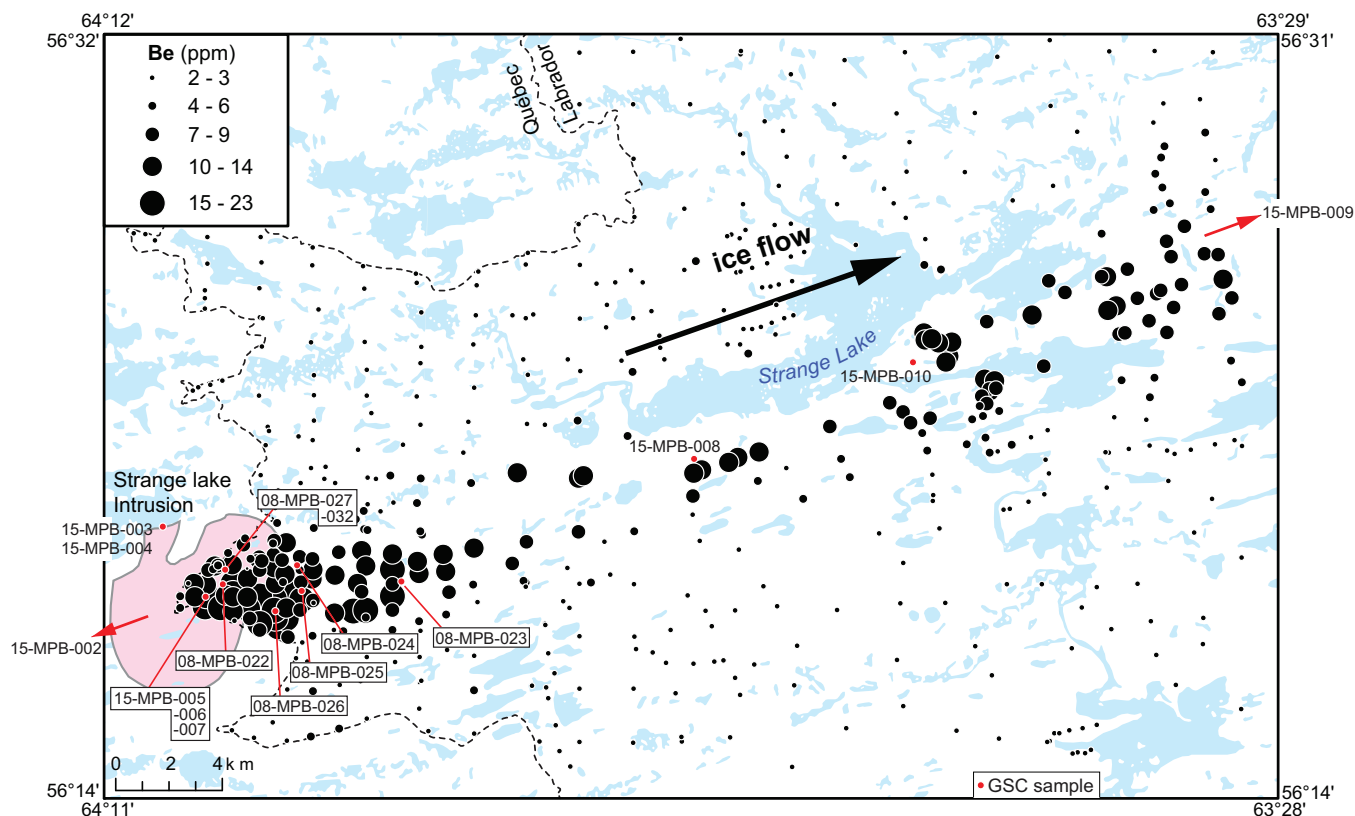 64°12'
63°29'
56°32'
56°31'
Be (ppm)
2 - 3
4 - 6
7 - 9
10 - 14
15 - 23
Québec
Labrador
15-MPB-009
ice flow
Strange Lake
15-MPB-010
15-MPB-008
Strange lake
Intrusion
08-MPB-027
-032
15-MPB-003
15-MPB-004
08-MPB-023
08-MPB-024
15-MPB-002
08-MPB-022
08-MPB-025
15-MPB-005
-006
-007
08-MPB-026
0 2 4 k m
GSC sample
56°14'
56°14'
64°11'
63°28'